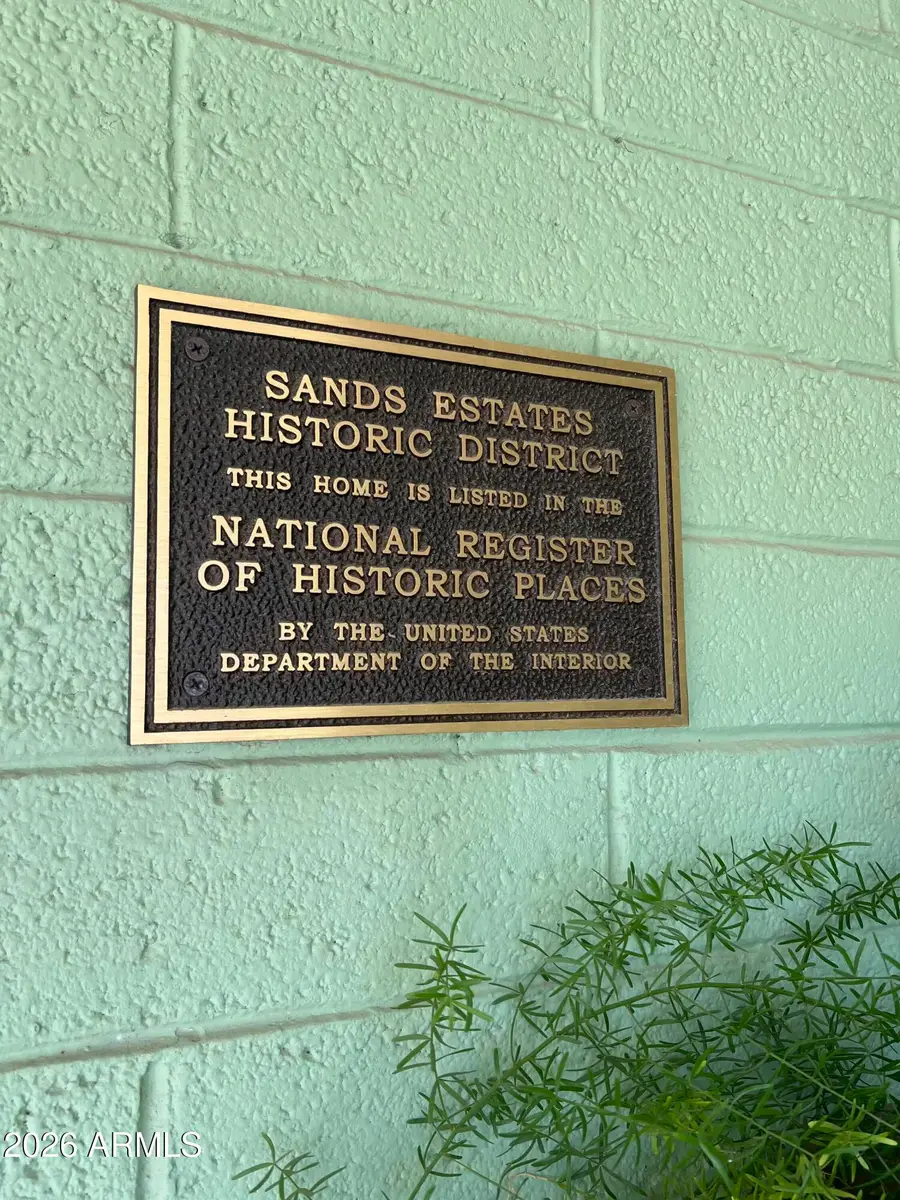 SANDS ESTATES
HISTORIC DISTRICT
THIS HOME IS LISTED IN THE
NATIONAL REGISTER
OF HISTORIC PLACES
BY THE UNITED STATES
DEPARTMENT OF THE INTERIOR
2026 ARMLS